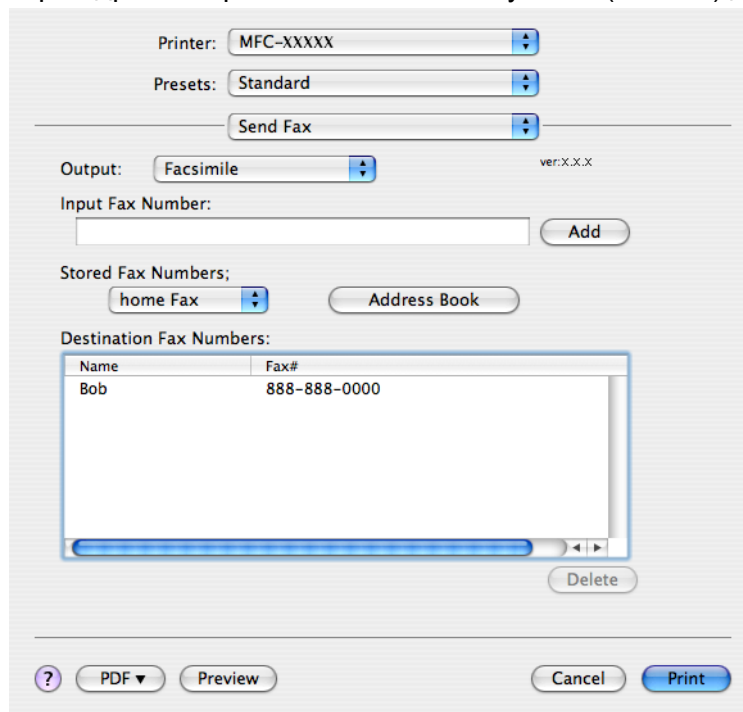 Printer: MFC-XXXXX
Presets: Standard
Send Fax
Output: Facsimile
ver:X.X.X
Input Fax Number:
Add
Stored Fax Numbers;
home Fax
Address Book
Destination Fax Numbers:
Name Fax#
Bob 888-888-0000
Delete
? PDF▼ Preview Cancel Print